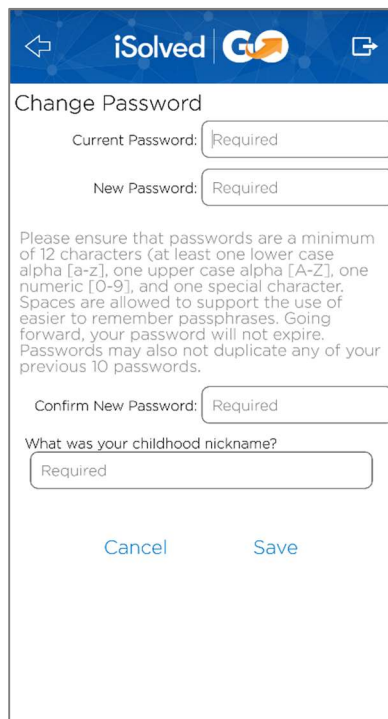 iSolved GO
Change Password
Current Password: Required
New Password: Required
Please ensure that passwords are a minimum
of 12 characters (at least one lower case
alpha [a-z], one upper case alpha [A-Z], one
numeric [0-9], and one special character.
Spaces are allowed to support the use of
easier to remember passphrases. Going
forward, your password will not expire.
Passwords may also not duplicate any of your
previous 10 passwords.
Confirm New Password: Required
What was your childhood nickname?
Required
Cancel Save